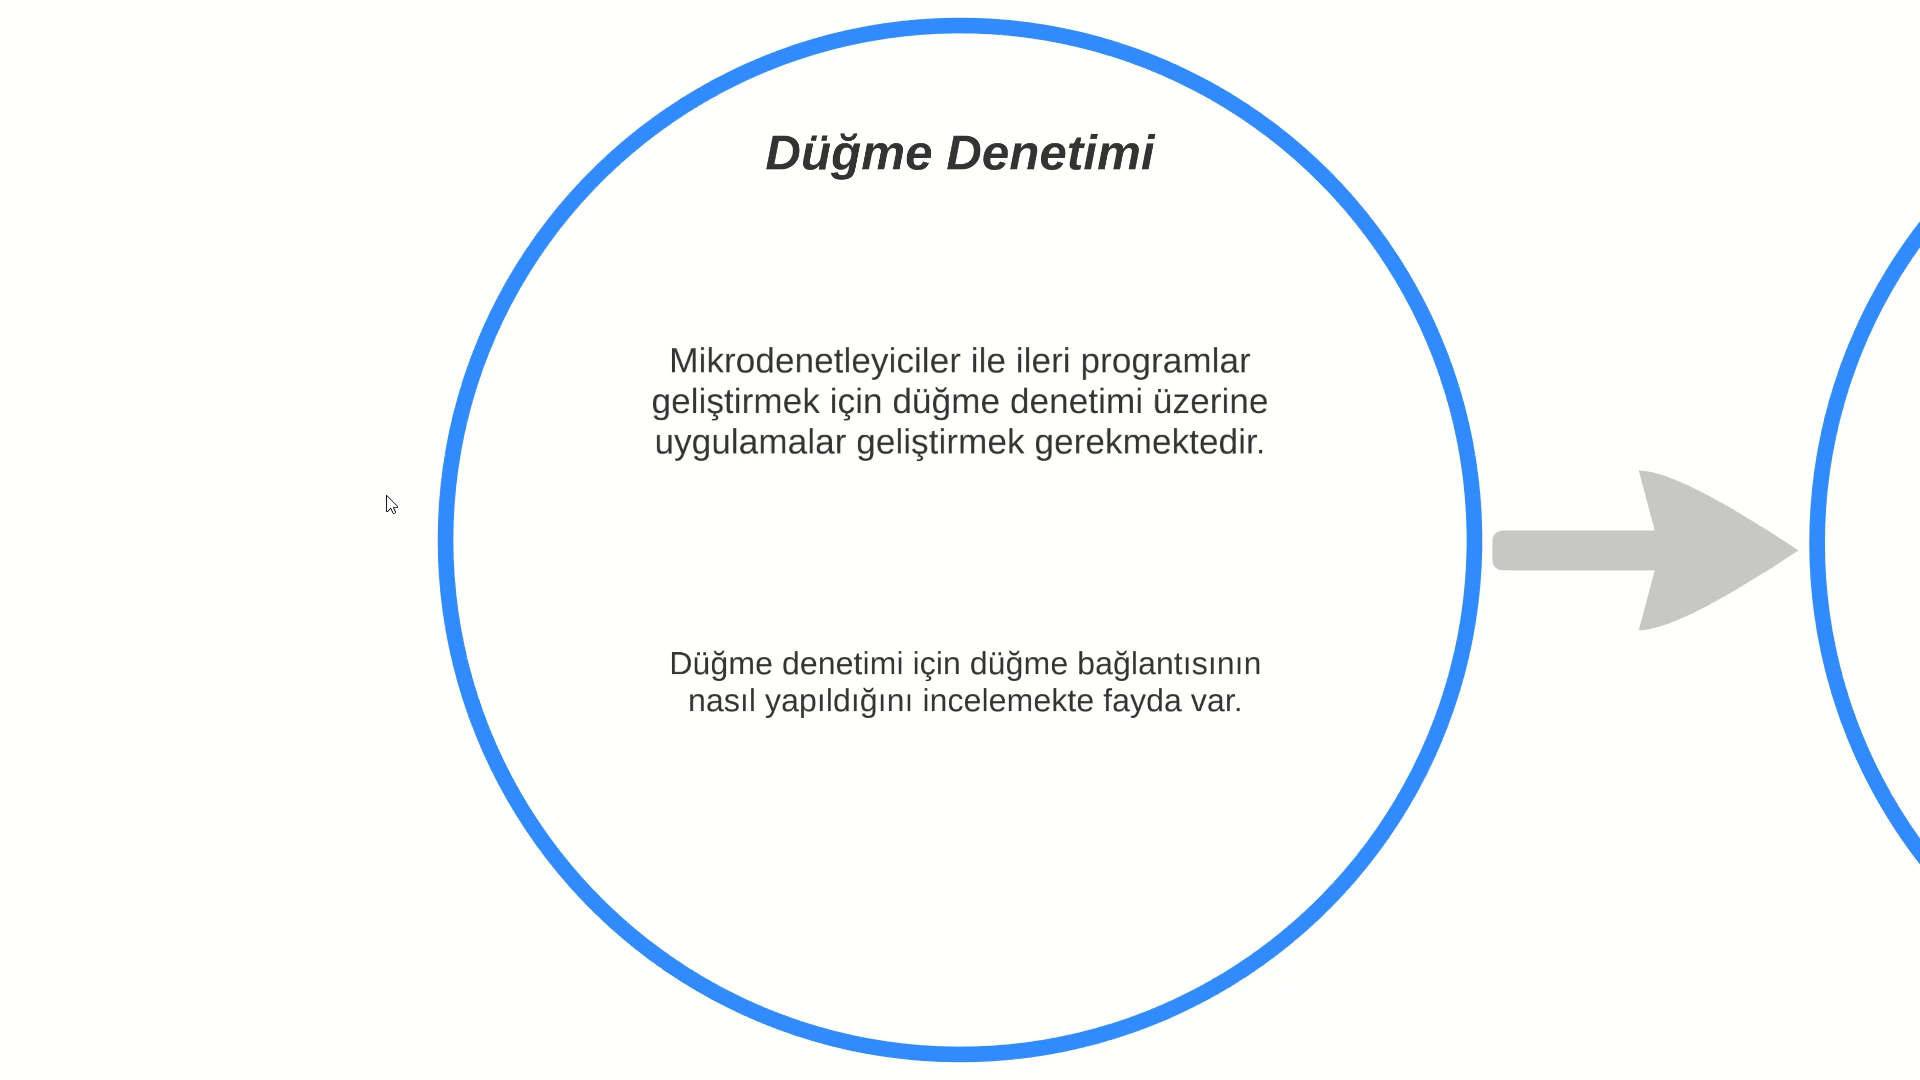 Düğme Denetimi
Mikrodenetleyiciler ile ileri programlar
geliştirmek için düğme denetimi üzerine
uygulamalar geliştirmek gerekmektedir.
Düğme denetimi için düğme bağlantısının
nasıl yapıldığını incelemekte fayda var.